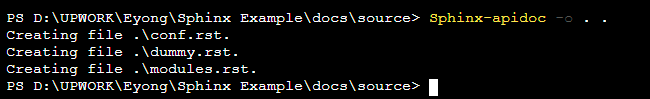 PS D:\UPWORK\Eyong\Sphinx Example\docs\source> Sphinx-apidoc -o . .
Creating file .\conf.rst.
Creating file .\dummy.rst.
Creating file .\modules.rst.
PS D:\UPWORK\Eyong\Sphinx Example\docs\source>